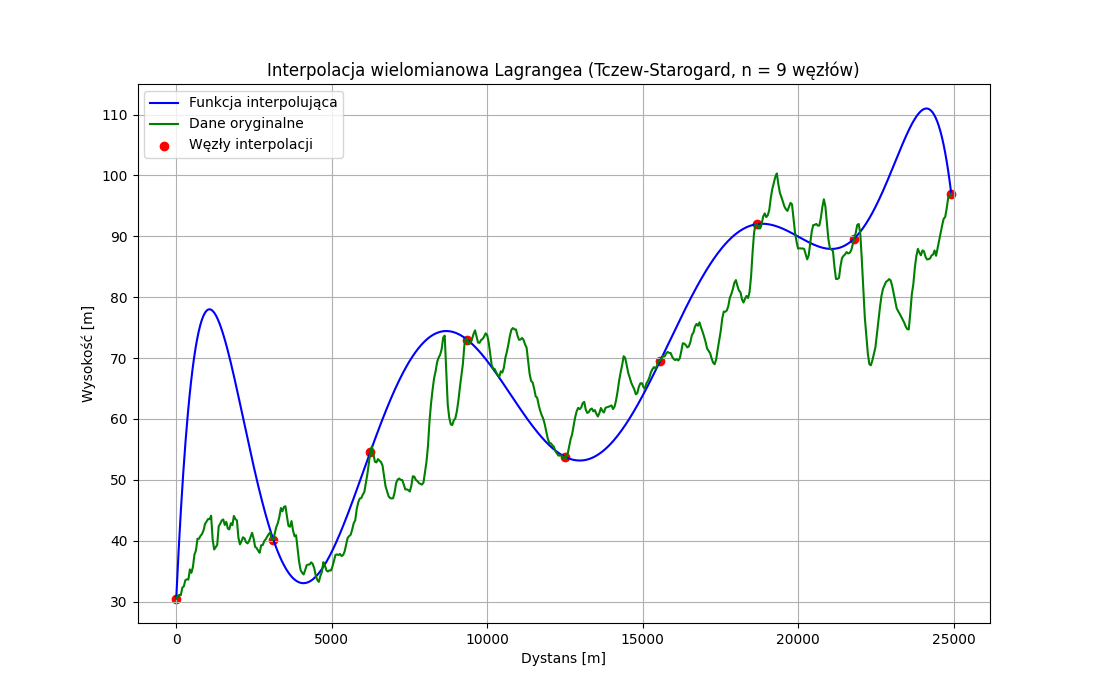 Interpolacja wielomianowa Lagrangea (Tczew-Starogard, n = 9 węzłów)
Funkcja interpolująca
Dane oryginalne
Węzły interpolacji
Wysokość [m]
110
100
90
80
70
60
50
40
30
0 5000 10000 15000 20000 25000
Dystans [m]